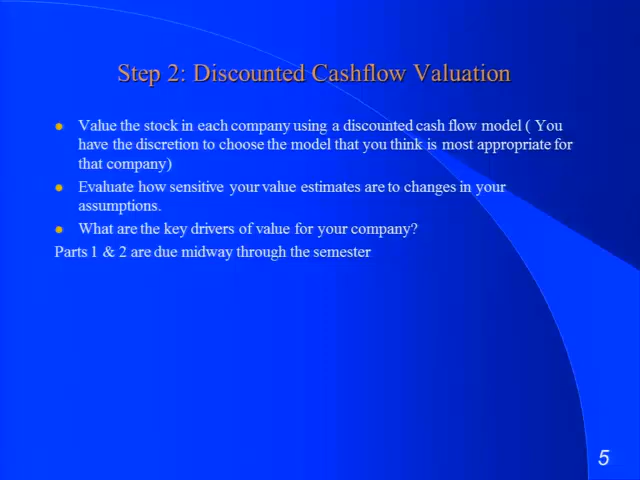 Step 2: Discounted Cashflow Valuation
Value the stock in each company using a discounted cash flow model ( You
have the discretion to choose the model that you think is most appropriate for
that company)
Evaluate how sensitive your value estimates are to changes in your
assumptions.
What are the key drivers of value for your company?
Parts 1 & 2 are due midway through the semester
5